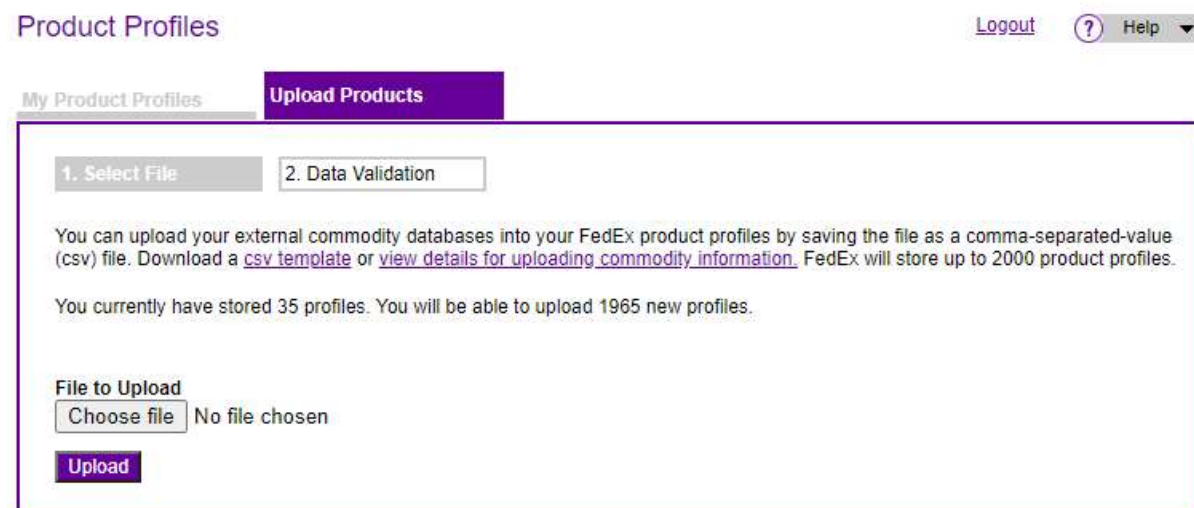 Product Profiles
Logout
? Help
My Product Profiles
Upload Products
1. Select File
2. Data Validation
You can upload your external commodity databases into your FedEx product profiles by saving the file as a comma-separated-value
(csv) file. Download a csv template or view details for uploading commodity information. FedEx will store up to 2000 product profiles.
You currently have stored 35 profiles. You will be able to upload 1965 new profiles.
File to Upload
Choose file No file chosen
Upload